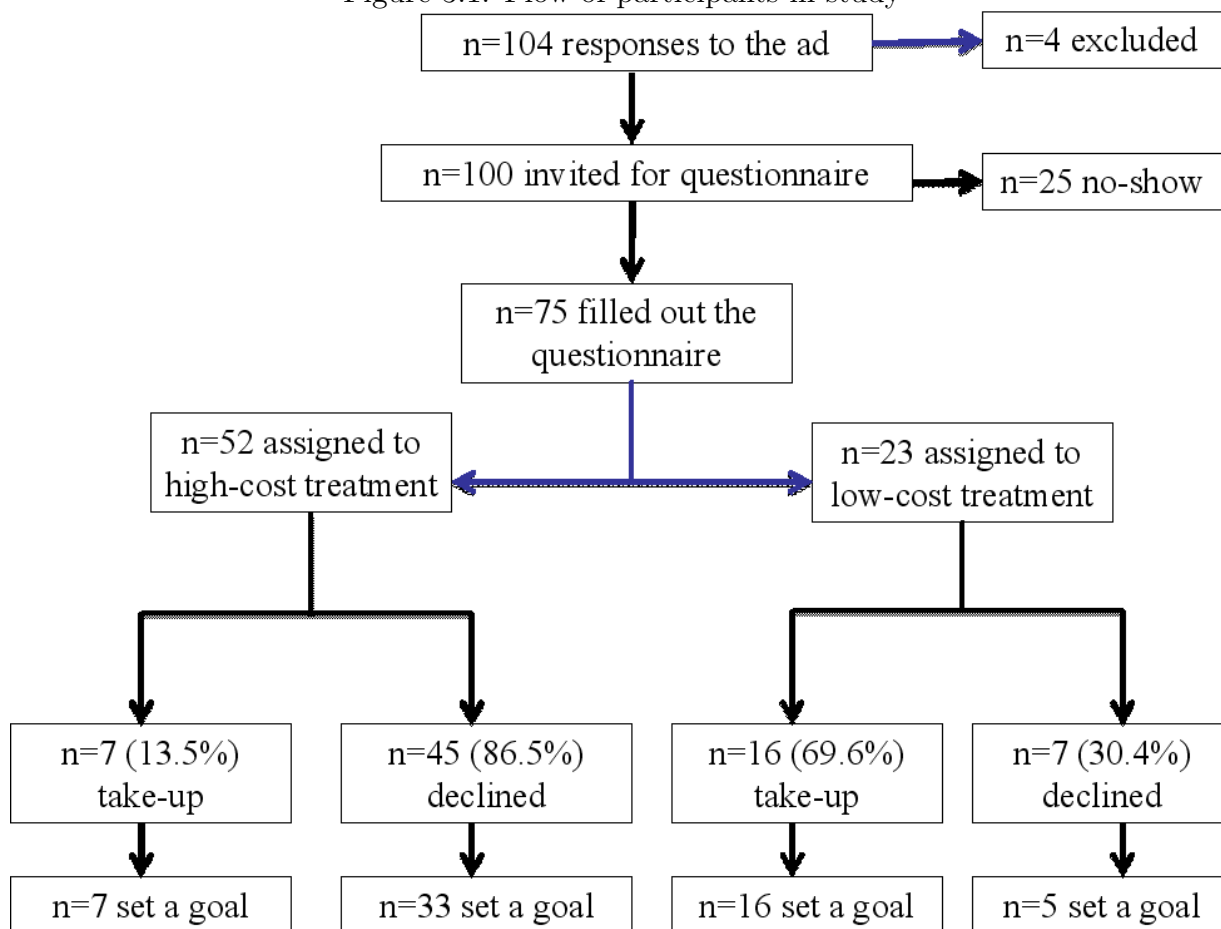 Figure 3.1: Flow of participants in study
n=104 responses to the ad
n=4 excluded
n=100 invited for questionnaire
n=25 no-show
n=75 filled out the
questionnaire
n=52 assigned to
high-cost treatment
n=23 assigned to
low-cost treatment
n=7 (13.5%)
take-up
n=45 (86.5%)
declined
n=16 (69.6%)
take-up
n=7 (30.4%)
declined
n=7 set a goal
n=33 set a goal
n=16 set a goal
n=5 set a goal